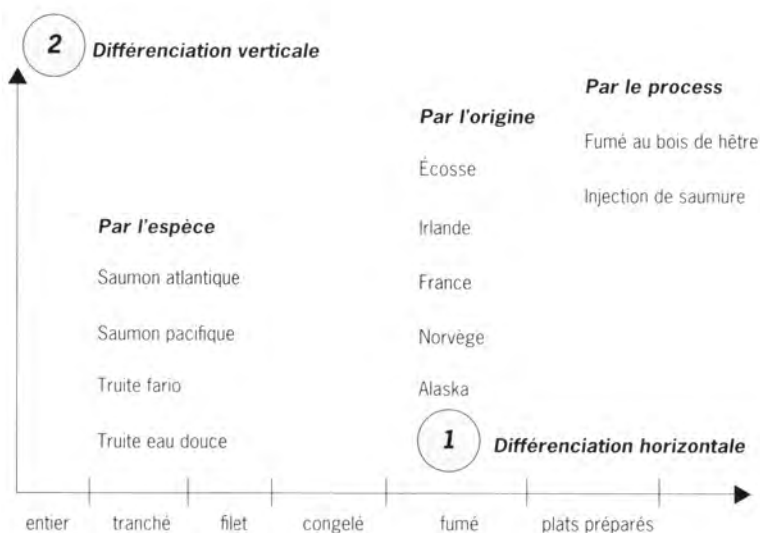 2 Différenciation verticale
Par le process
Fumé au bois de hêtre
Injection de saumure
Par l'origine
Écosse
Irlande
France
Norvège
Alaska
Par l'espèce
Saumon atlantique
Saumon pacifique
Truite fario
Truite eau douce
1 Différenciation horizontale
entier tranché filet congelé fumé plats préparés